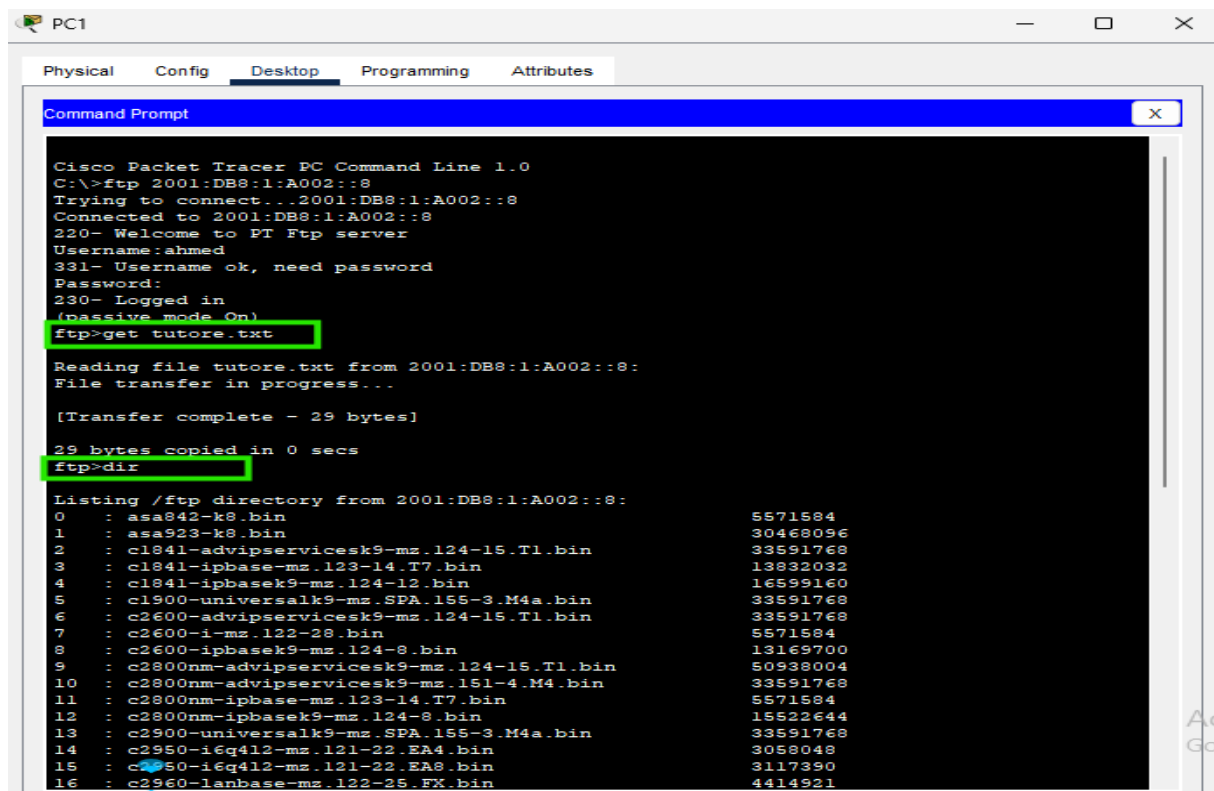 PC1
Physical Config Desktop Programming Attributes
Command Prompt
X
Cisco Packet Tracer PC Command Line 1.0
C:\>ftp 2001:DB8:1:A002::8
Trying to connect...2001:DB8:1:A002::8
Connected to 2001:DB8:1:A002::8
220- Welcome to PT Ftp server
Username:ahmed
331- Username ok, need password
Password:
230- Logged in
(passive mode On)
ftp>get tutore.txt
Reading file tutore.txt from 2001:DB8:1:A002::8:
File transfer in progress...
[Transfer complete - 29 bytes]
29 bytes copied in 0 secs
ftp>dir
Listing /ftp directory from 2001:DB8:1:A002::8:
0 : asa842-k8.bin 5571584
1 : asa923-k8.bin 30468096
2 : c1841-advipservicesk9-mz.124-15.T1.bin 33591768
3 : c1841-ipbase-mz.123-14.T7.bin 13832032
4 : c1841-ipbasek9-mz.124-12.bin 16599160
5 : c1900-universalk9-mz.SPA.155-3.M4a.bin 33591768
6 : c2600-advipservicesk9-mz.124-15.T1.bin 33591768
7 : c2600-i-mz.122-28.bin 5571584
8 : c2600-ipbasek9-mz.124-8.bin 13169700
9 : c2800nm-advipservicesk9-mz.124-15.T1.bin 50938004
10 : c2800nm-advipservicesk9-mz.151-4.M4.bin 33591768
11 : c2800nm-ipbase-mz.123-14.T7.bin 5571584
12 : c2800nm-ipbasek9-mz.124-8.bin 15522644
13 : c2900-universalk9-mz.SPA.155-3.M4a.bin 33591768
14 : c2950-i6q4l2-mz.121-22.EA4.bin 3058048
15 : 3117390
16 : c2960-lanbase-mz.122-25.FX.bin 4414921